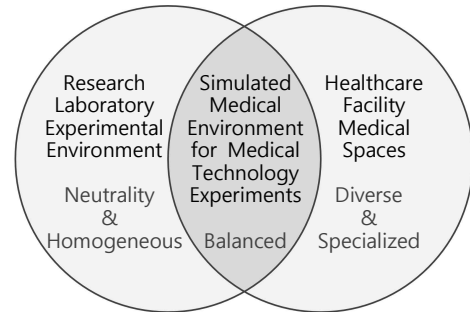 Research
Laboratory
Experimental
Environment
Neutrality
&
Homogeneous
Simulated
Medical
Environment
for Medical
Technology
Experiments
Balanced
Healthcare
Facility
Medical
Spaces
Diverse
&
Specialized